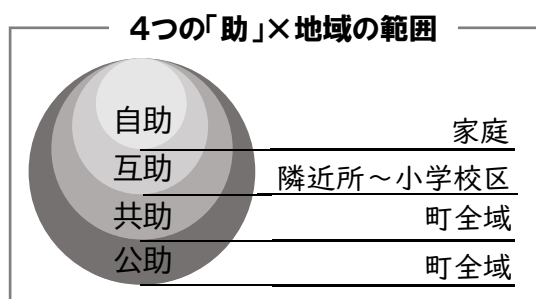 4つの「助」×地域の範囲
自助 家庭
互助 隣近所～小学校区
共助 町全域
公助 町全域